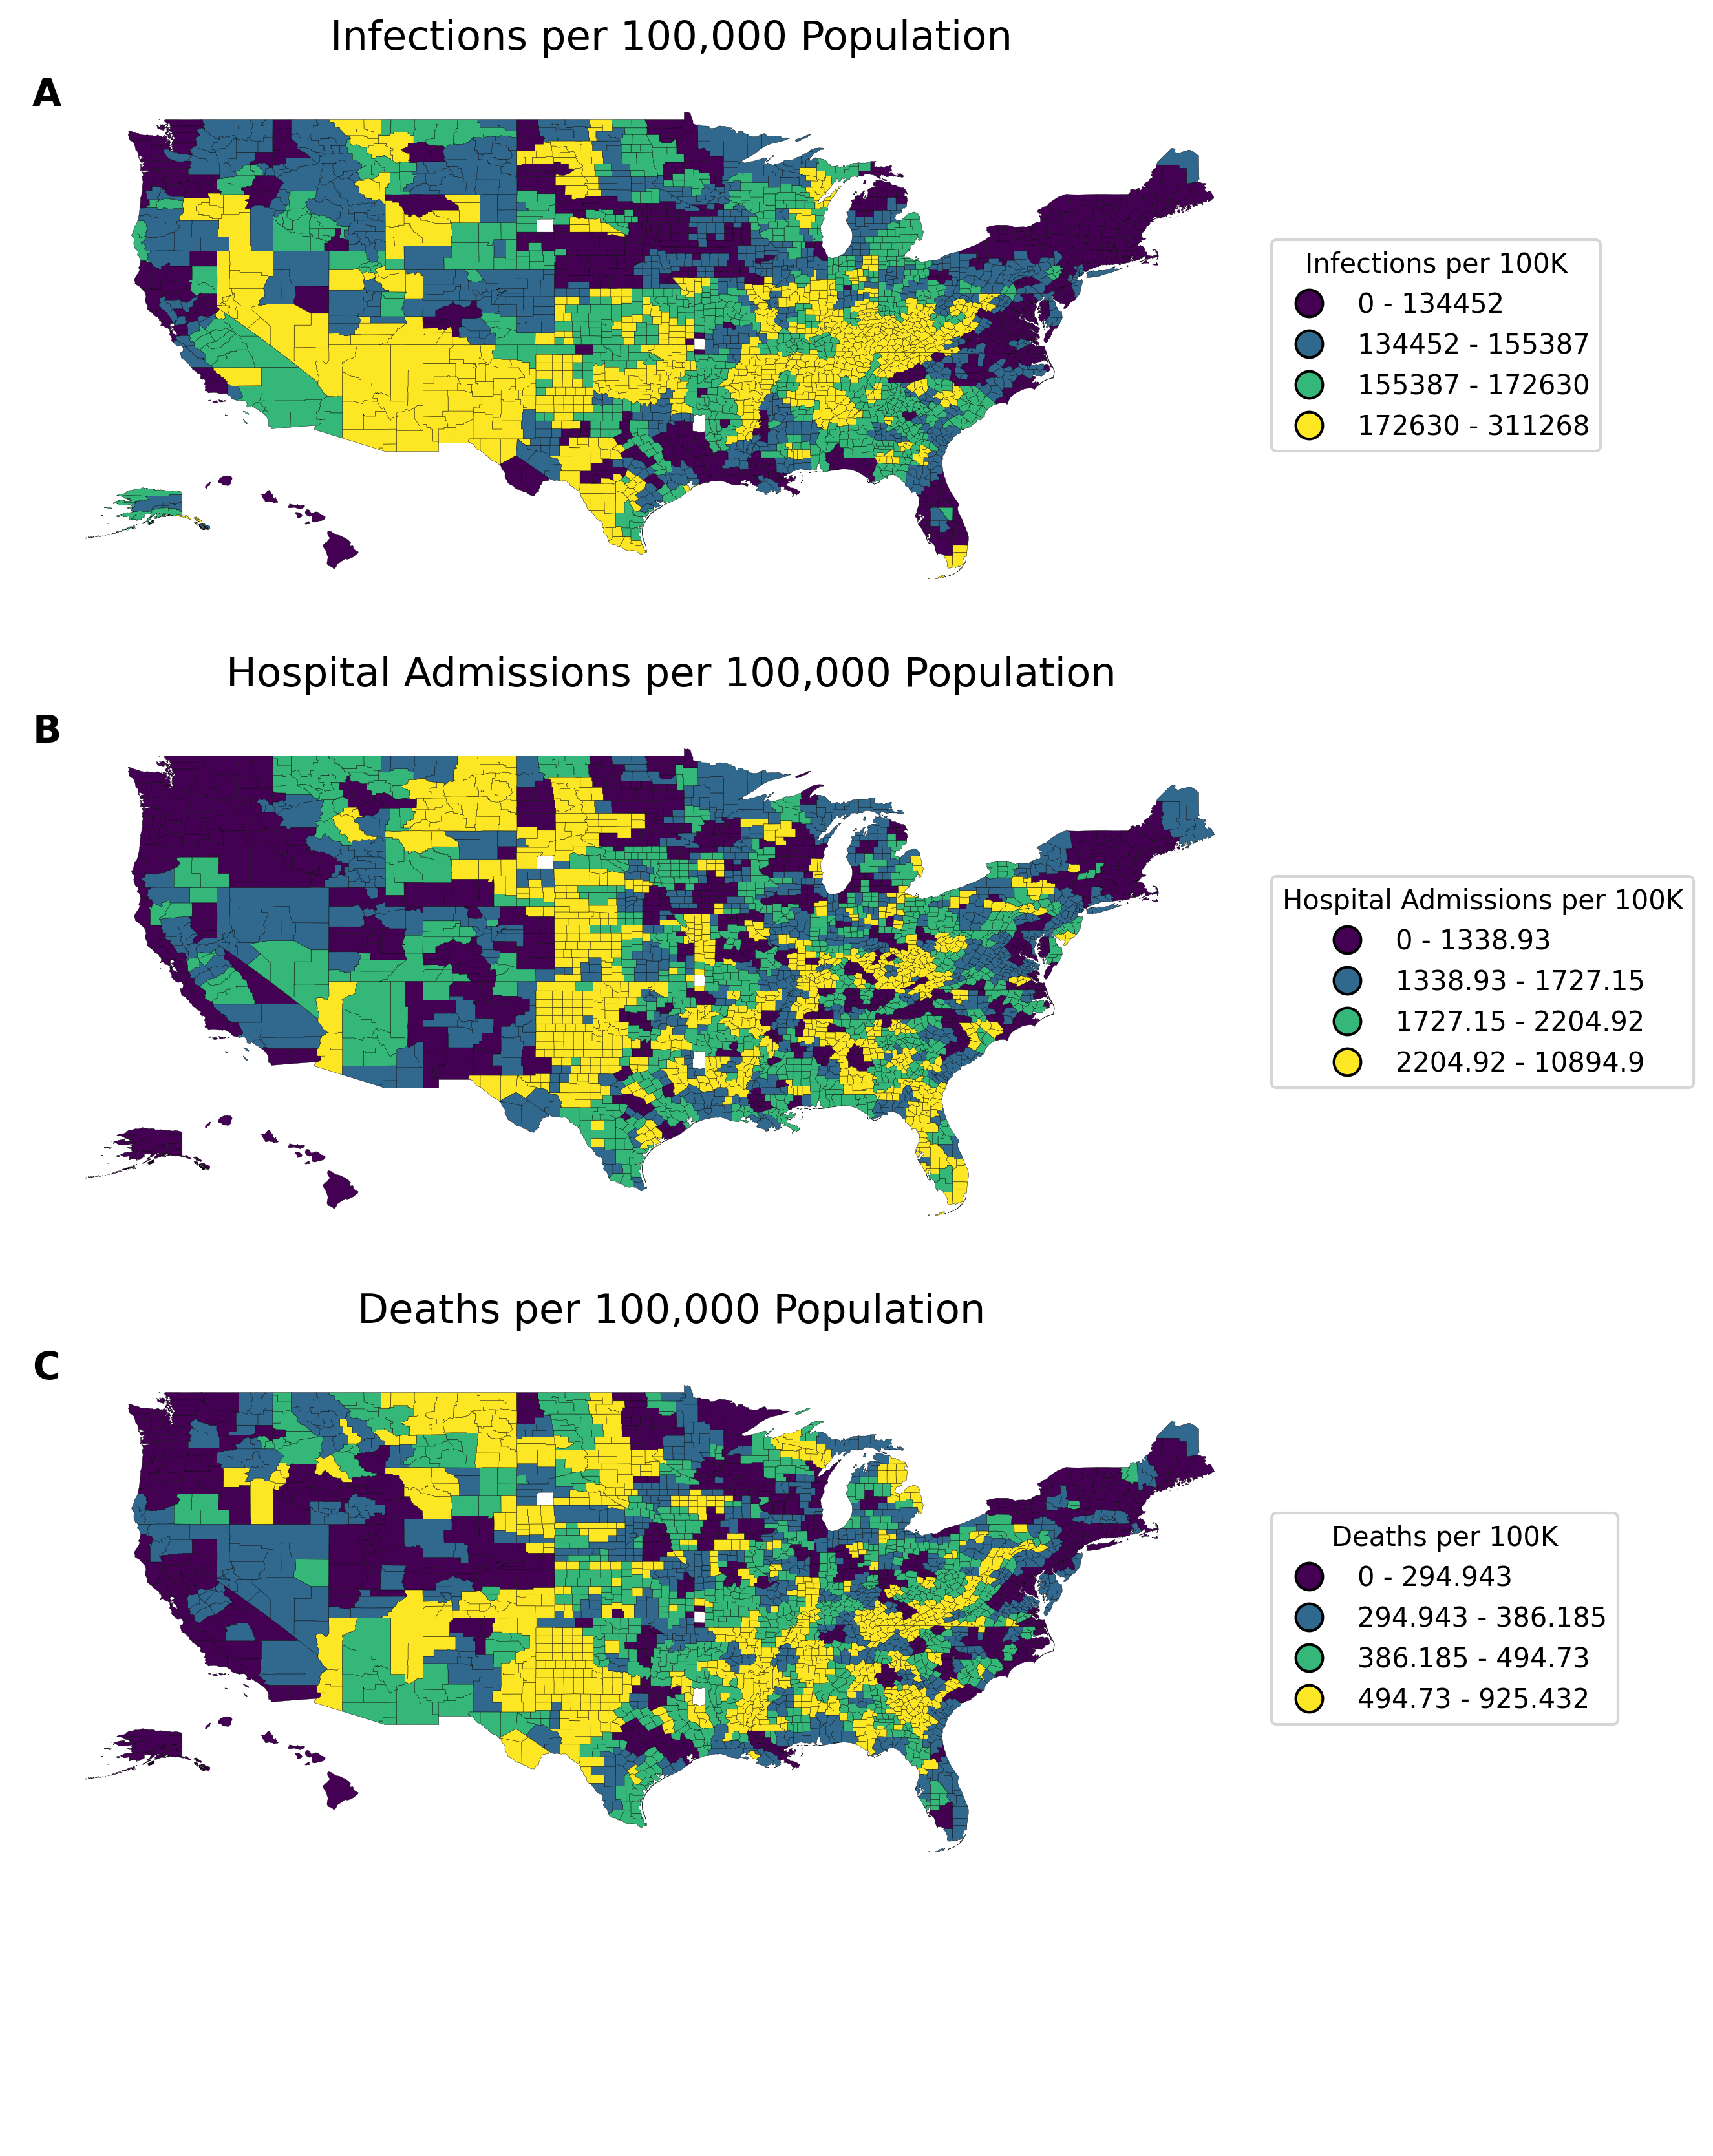 Infections per 100,000 Population
A
Infections per 100K
0 - 134452
134452 - 155387
155387 - 172630
172630 - 311268
Hospital Admissions per 100,000 Population
B
Hospital Admissions per 100K
0 - 1338.93
1338.93 - 1727.15
1727.15 - 2204.92
2204.92 - 10894.9
Deaths per 100,000 Population
C
Deaths per 100K
0 - 294.943
294.943 - 386.185
386.185 - 494.73
494.73 - 925.432